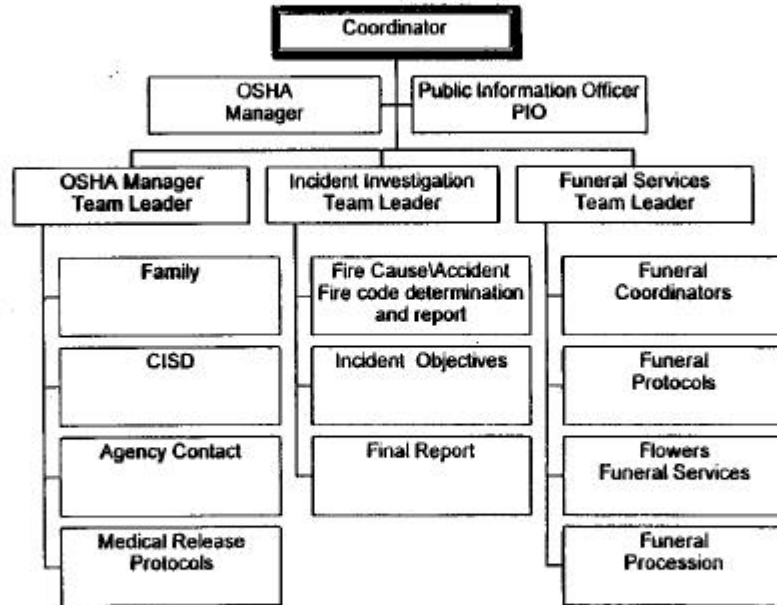 Coordinator
OSHA
Manager
Public Information Officer
PIO
OSHA Manager
Team Leader
Incident Investigation
Team Leader
Funeral Services
Team Leader
Family
CISD
Agency Contact
Medical Release
Protocols
Fire Cause\Accident
Fire code determination
and report
Incident Objectives
Final Report
Funeral
Coordinators
Funeral
Protocols
Flowers
Funeral Services
Funeral
Procession